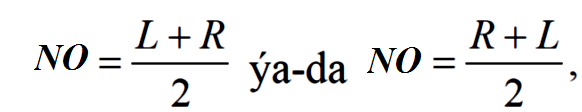 NO = (L + R) / 2 ýa-da NO = (R + L) / 2,